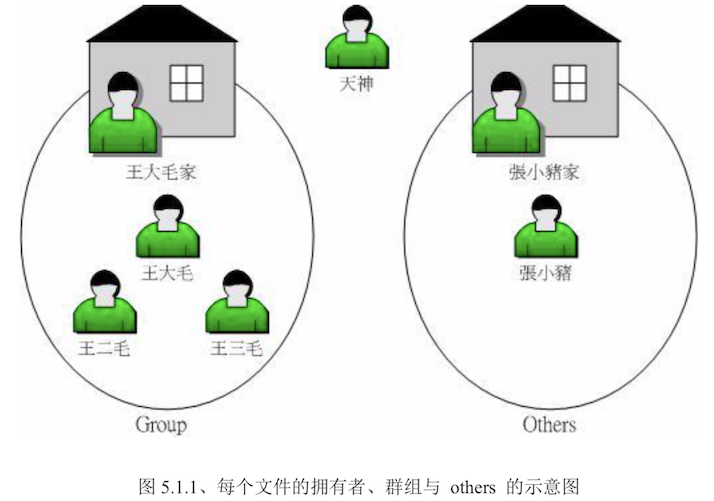 天神
王大毛家
張小豬家
王大毛
張小豬
王二毛
王三毛
Group
Others
图 5.1.1、每个文件的拥有者、群组与 others 的示意图